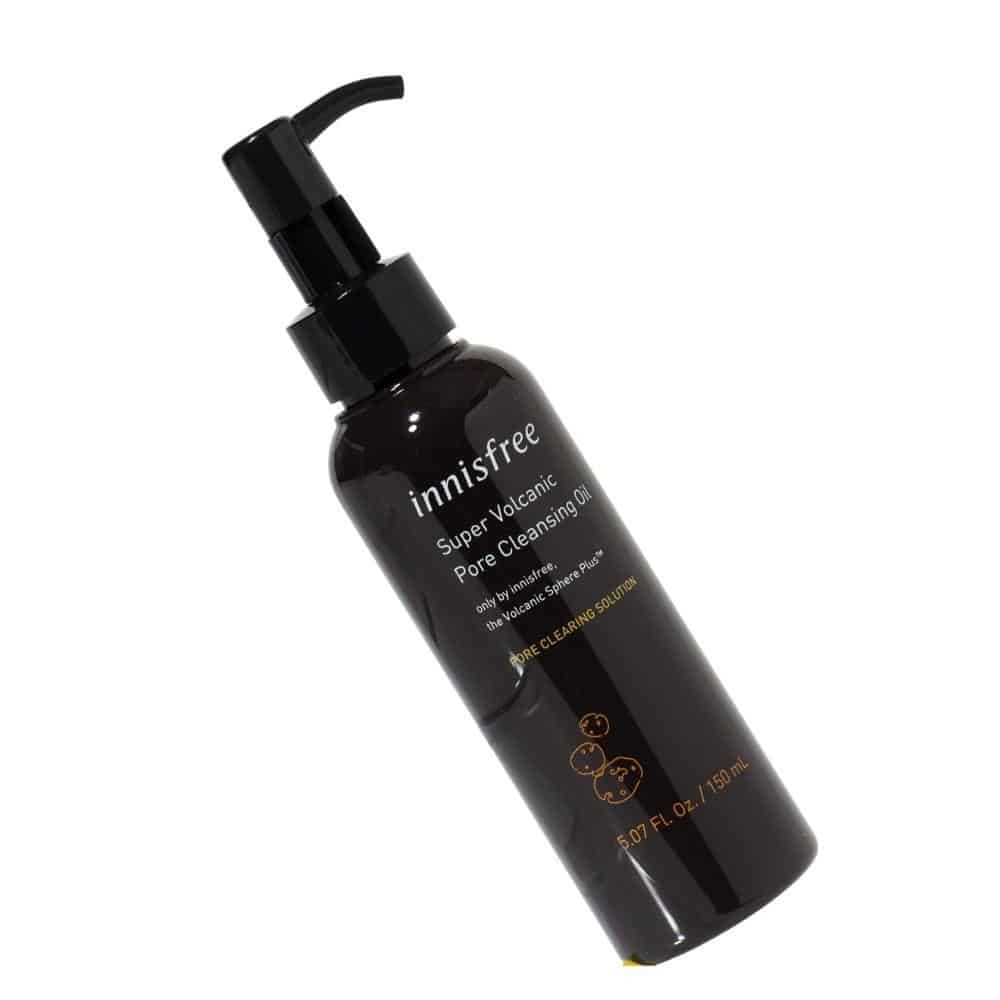 innisfree
Super Volcanic
Pore Cleansing Oil
only by innisfree,
the Volcanic Sphere Plus™
PORE CLEARING SOLUTION
5.07 Fl. Oz. / 150 mL